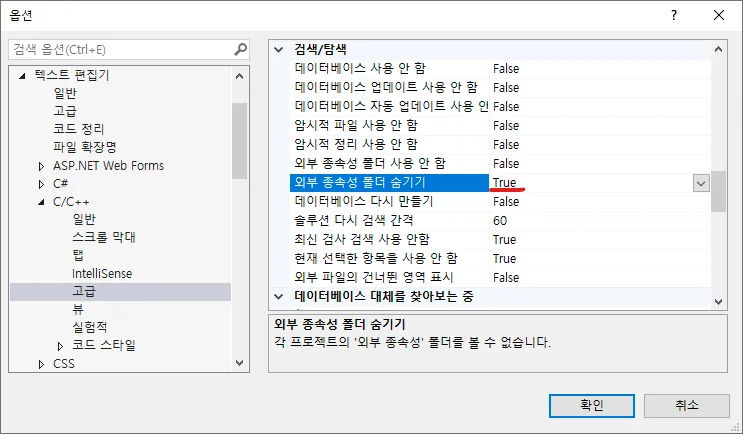 옵션
검색 옵션(Ctrl+E)
텍스트 편집기
일반
고급
코드 정리
파일 확장명
ASP.NET Web Forms
C#
C/C++
일반
스크롤 막대
탭
IntelliSense
고급
뷰
실험적
코드 스타일
CSS
검색/탐색
데이터베이스 사용 안 함 False
데이터베이스 업데이트 사용 안 함 False
데이터베이스 자동 업데이트 사용 안 False
암시적 파일 사용 안 함 False
암시적 정리 사용 안 함 False
외부 종속성 폴더 사용 안 함 False
외부 종속성 폴더 숨기기 True
데이터베이스 다시 만들기 False
솔루션 다시 검색 간격 60
최신 검사 검색 사용 안함 True
현재 선택한 항목을 사용 안 함 True
외부 파일의 건너뛴 영역 표시 False
데이터베이스 대체를 찾아보는 중
외부 종속성 폴더 숨기기
각 프로젝트의 '외부 종속성' 폴더를 볼 수 없습니다.
확인
취소